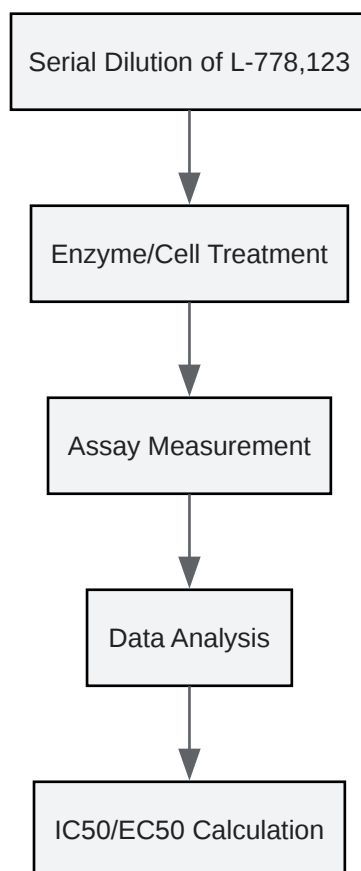 Serial Dilution of L-778,123
Enzyme/Cell Treatment
Assay Measurement
Data Analysis
IC50/EC50 Calculation